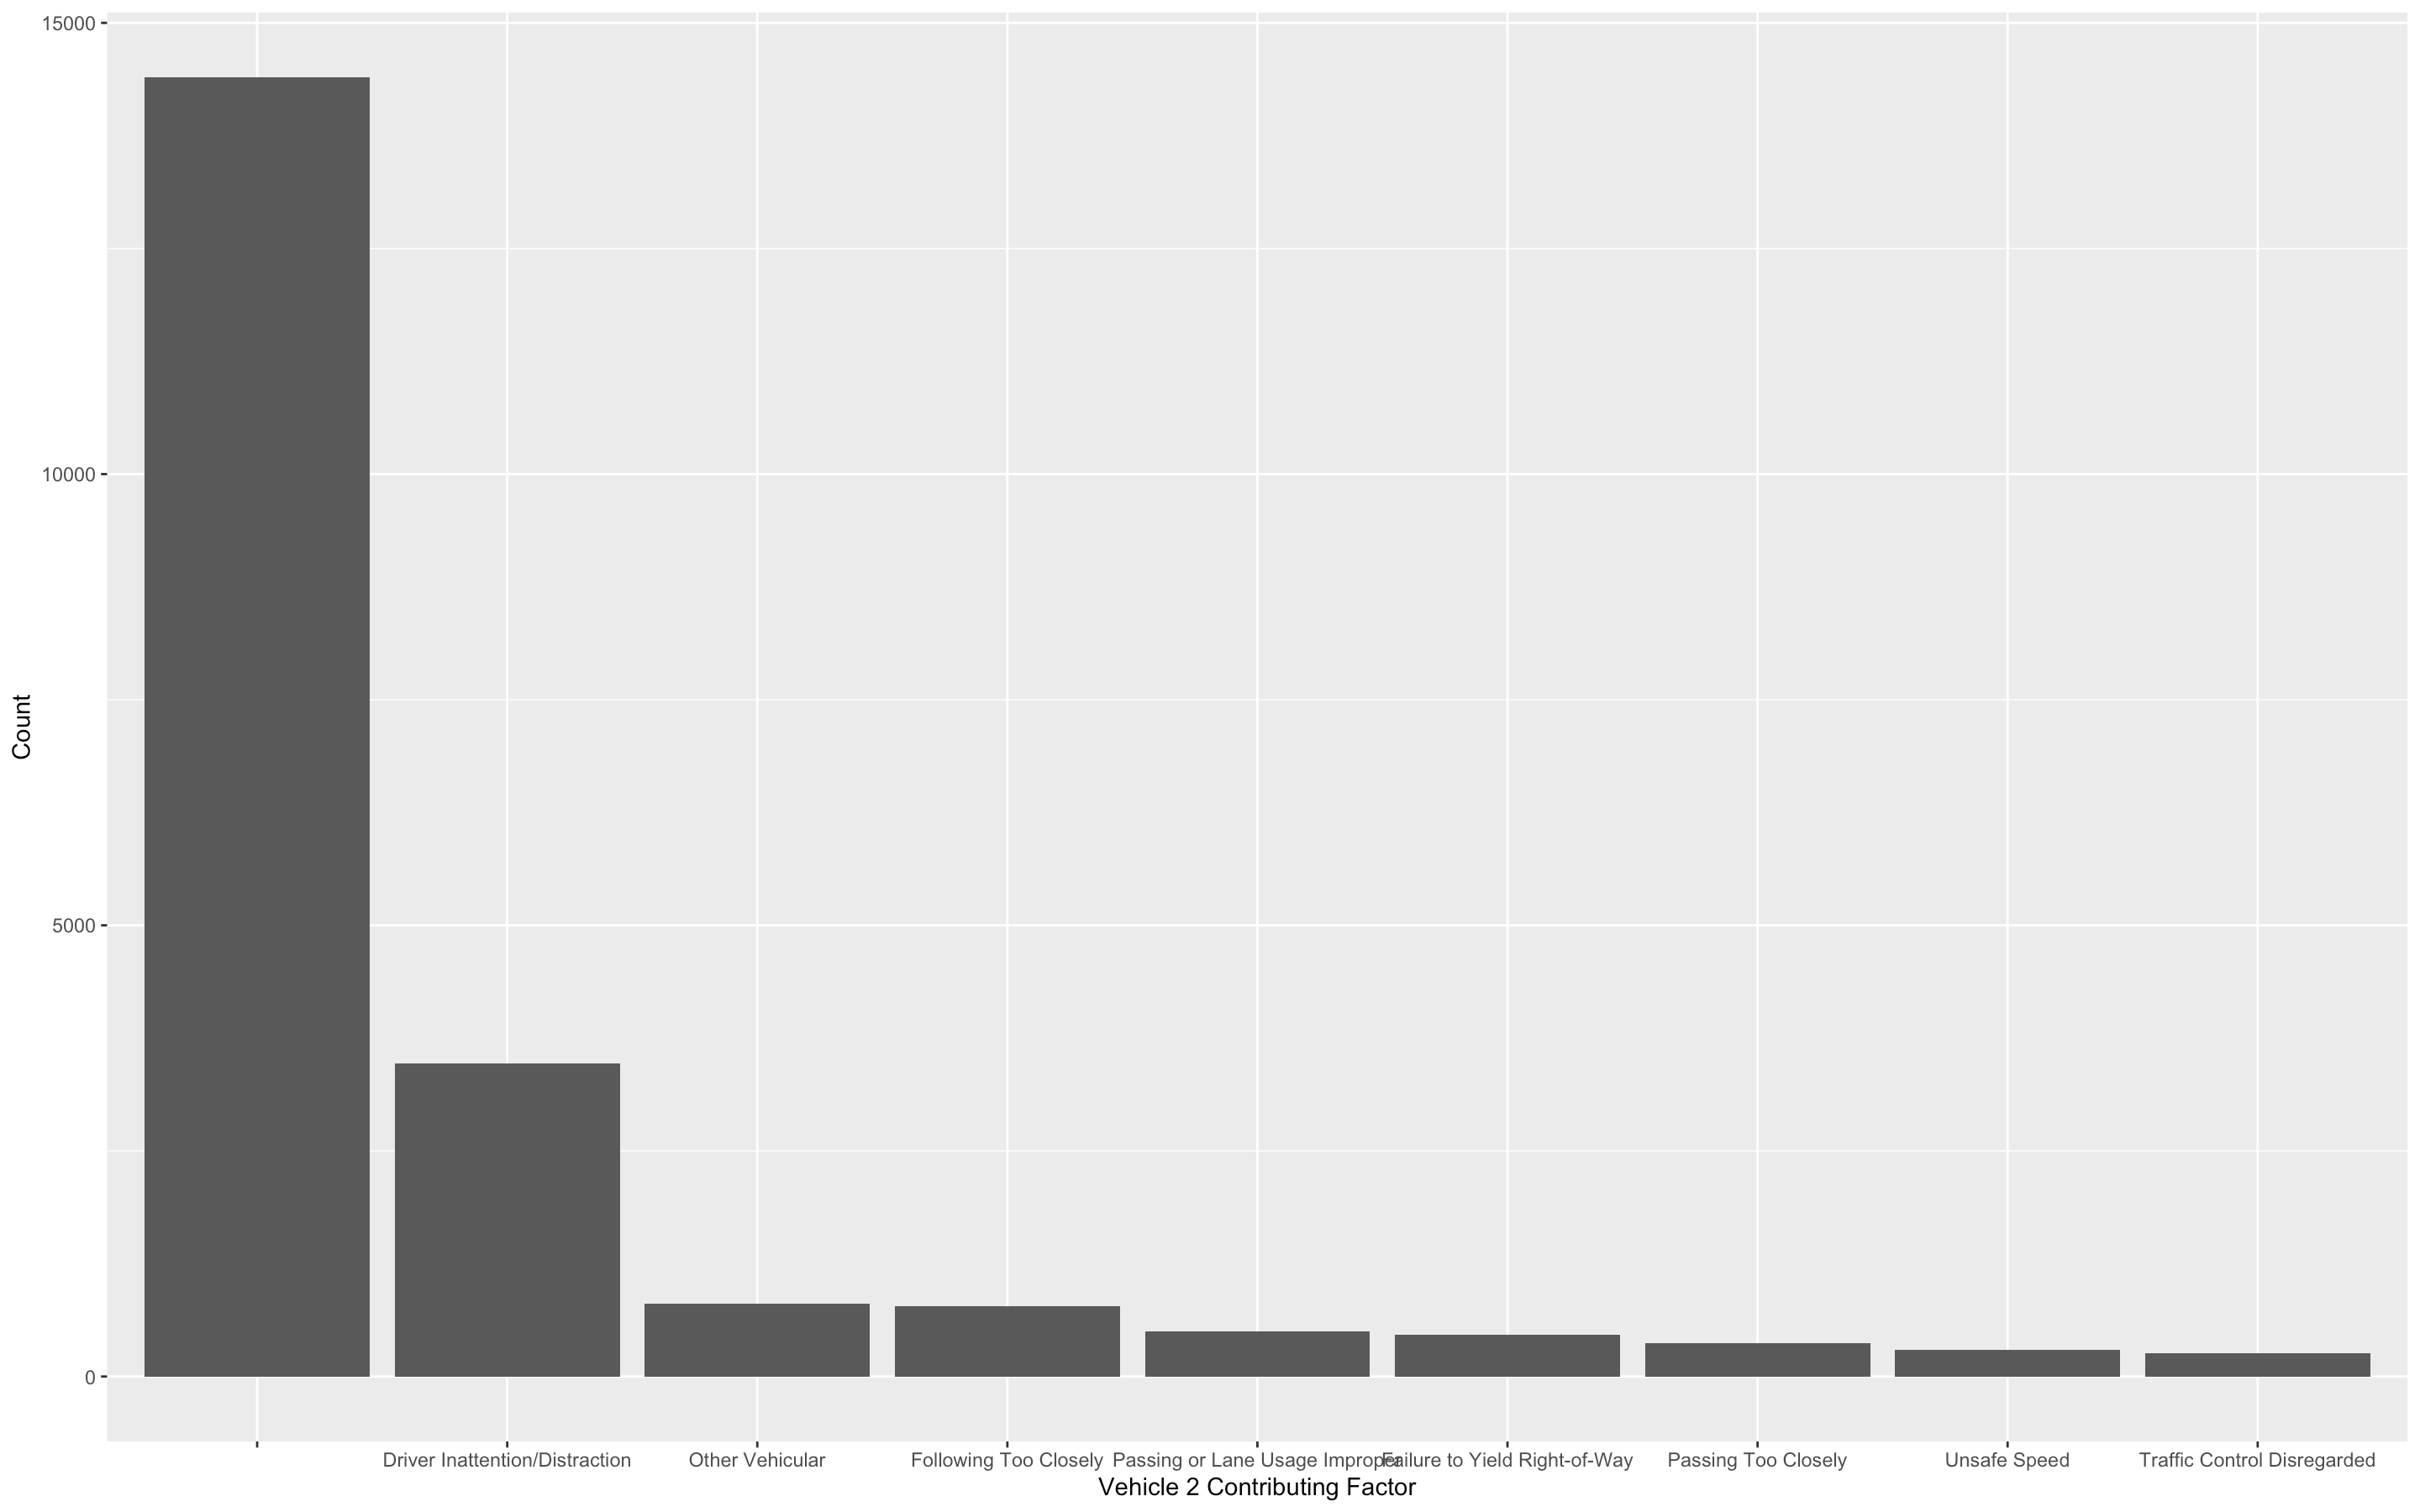 15000
10000
5000
0
Count
Driver Inattention/Distraction
Other Vehicular
Following Too Closely
Passing or Lane Usage Improper
Failure to Yield Right-of-Way
Passing Too Closely
Unsafe Speed
Traffic Control Disregarded
Vehicle 2 Contributing Factor